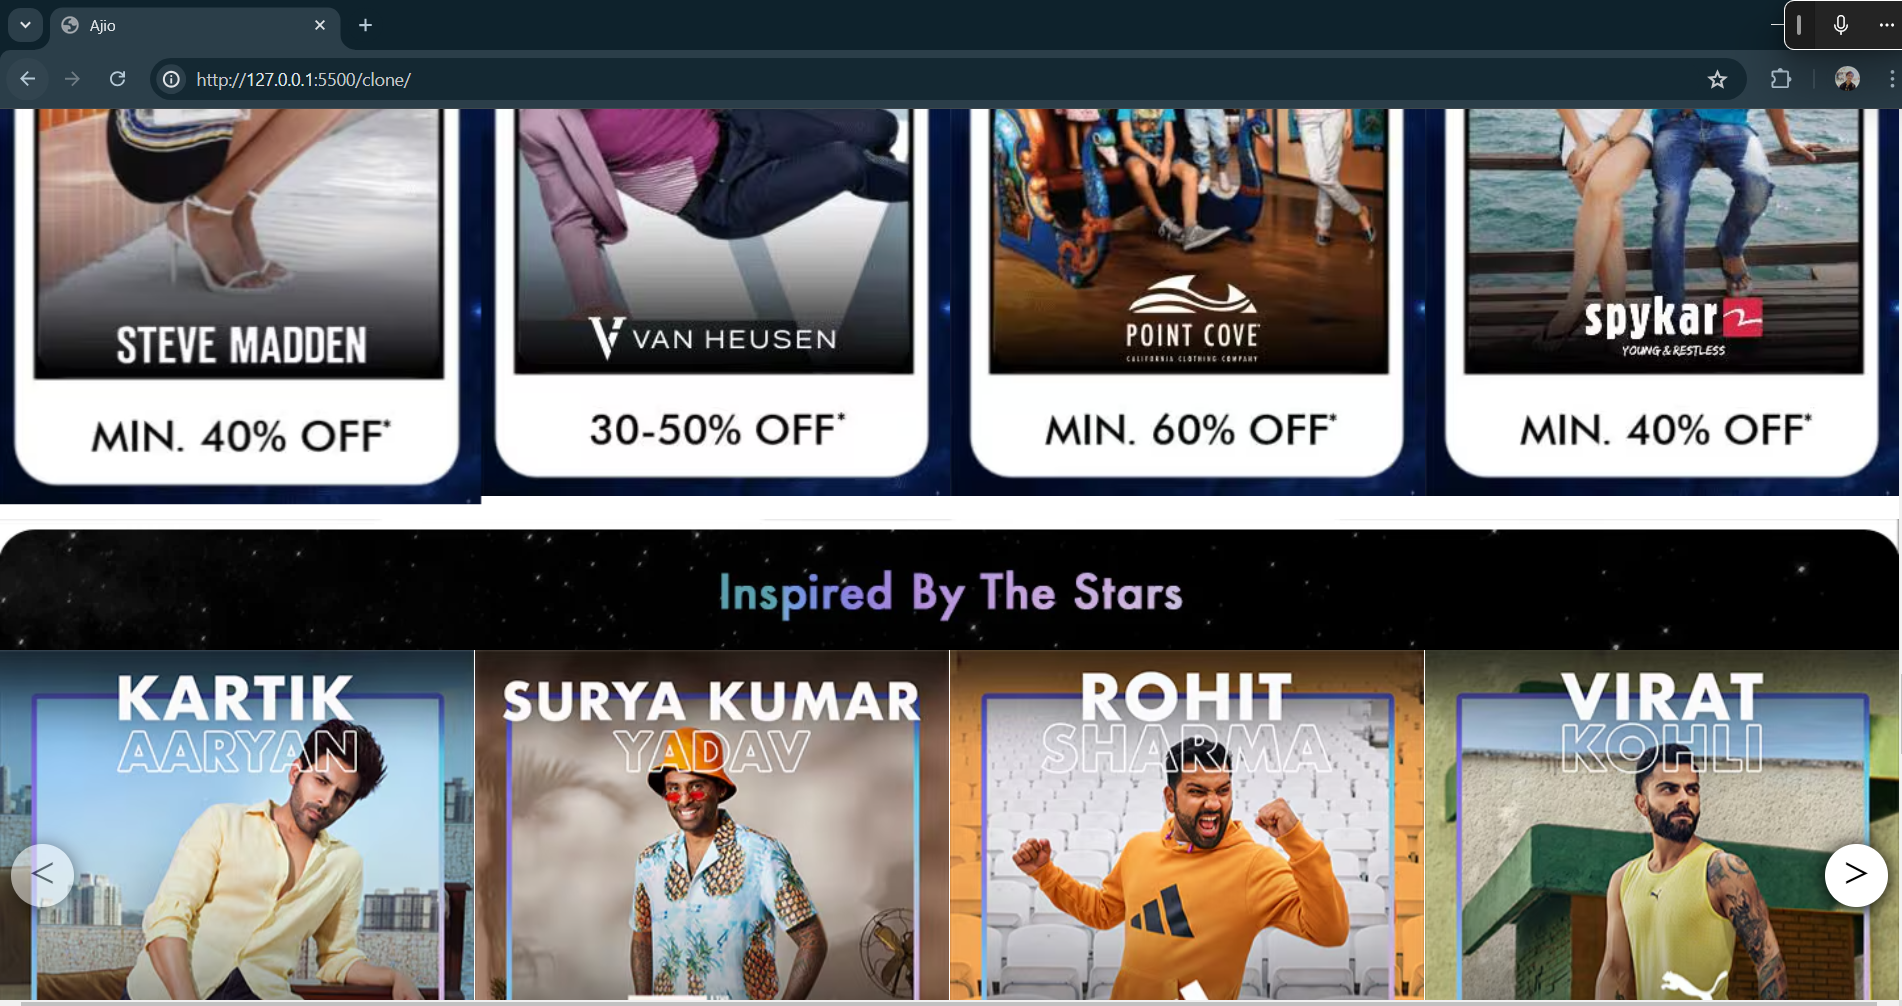 Ajio
http://127.0.0.1:5500/clone/
STEVE MADDEN
VAN HEUSEN
POINT COVE
CALIFORNIA CLOTHING COMPANY
spykar
YOUNG & RESTLESS
MIN. 40% OFF*
30-50% OFF*
MIN. 60% OFF*
MIN. 40% OFF*
Inspired By The Stars
KARTIK
AARYAN
SURYA KUMAR
YADAV
ROHIT
SHARMA
VIRAT
KOHLI
<
>